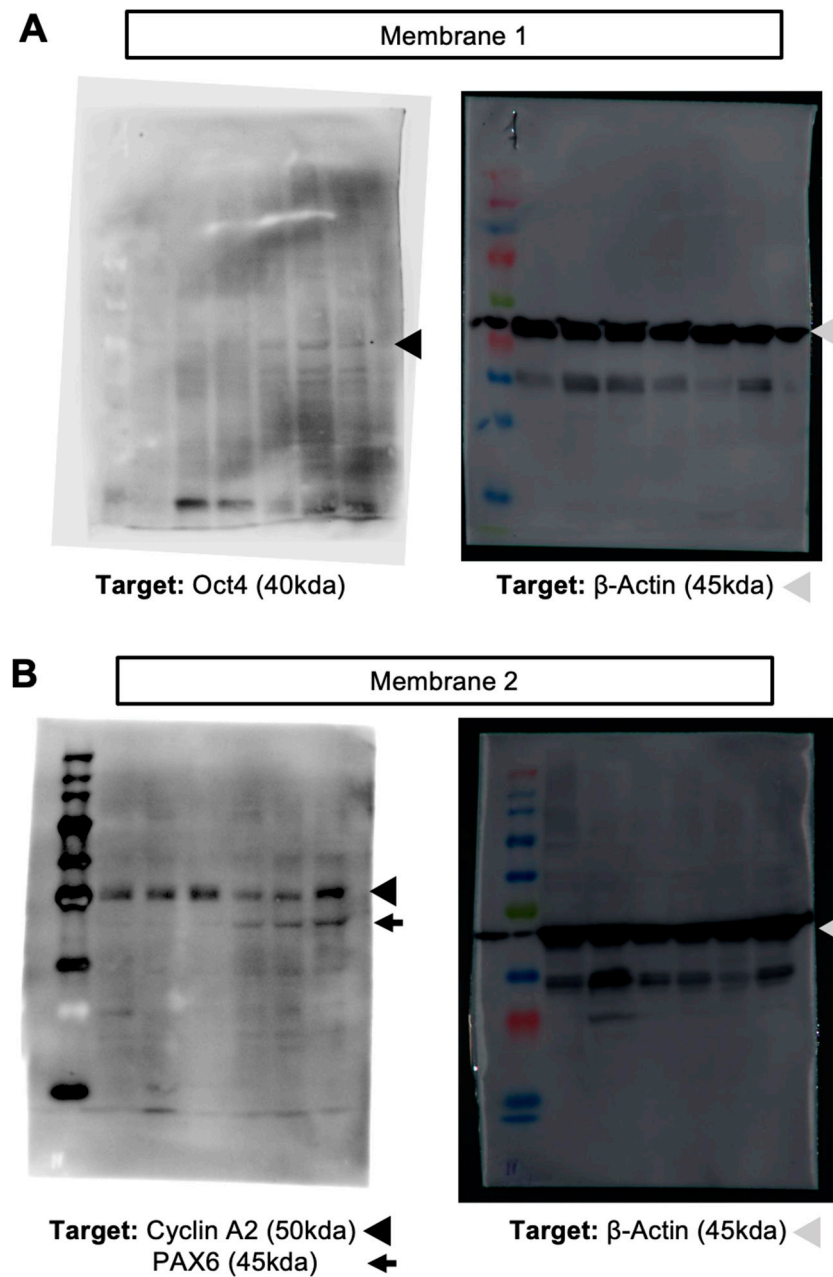 A
Membrane 1
1
Target: Oct4 (40kda)
Target: β-Actin (45kda)
B
Membrane 2
Target: Cyclin A2 (50kda)
PAX6 (45kda)
Target: β-Actin (45kda)